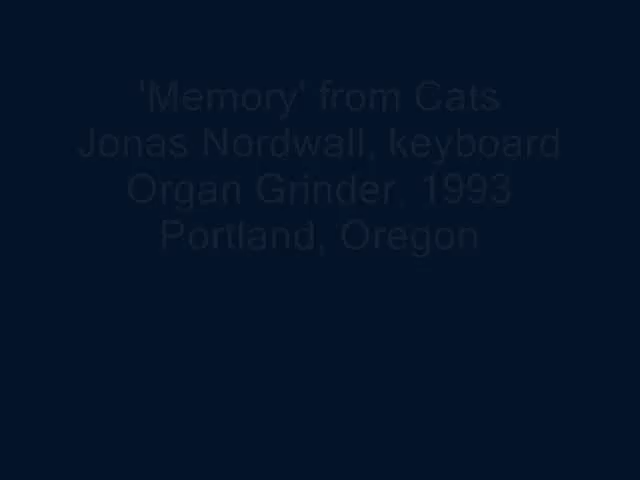 'Memory' from Cats
Jonas Nordwall, keyboard
Organ Grinder, 1993
Portland, Oregon